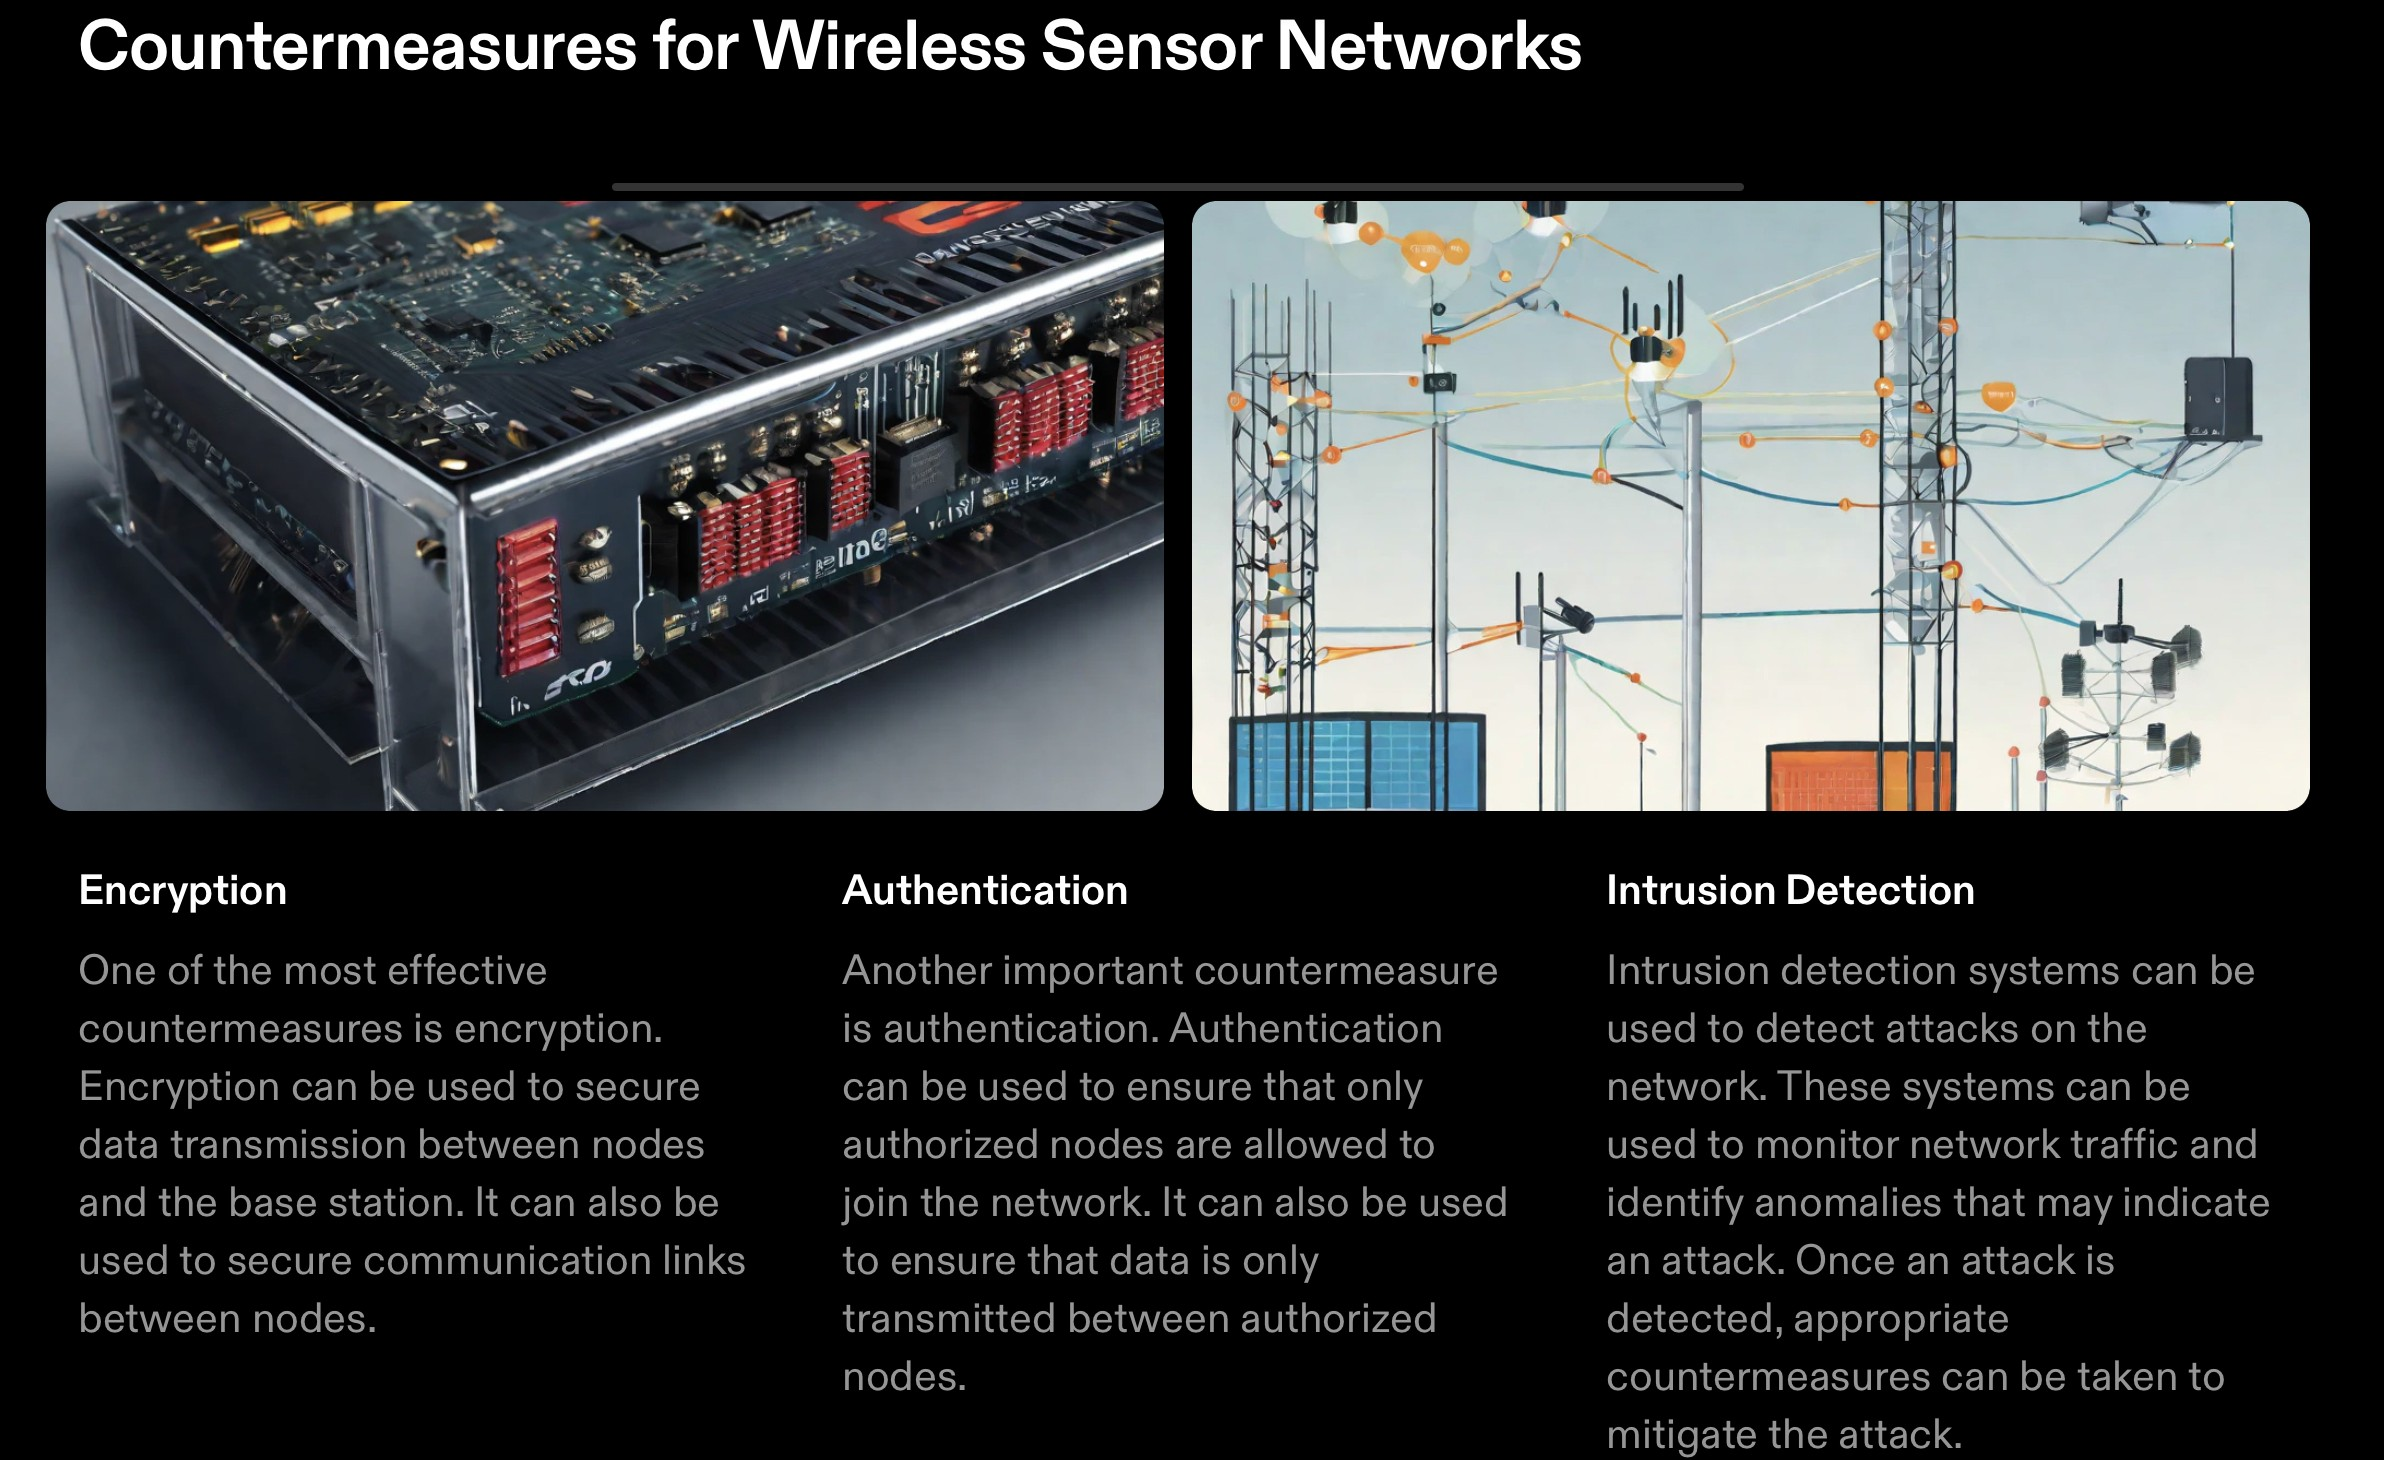 Countermeasures for Wireless Sensor Networks
Encryption
One of the most effective
countermeasures is encryption.
Encryption can be used to secure
data transmission between nodes
and the base station. It can also be
used to secure communication links
between nodes.
Authentication
Another important countermeasure
is authentication. Authentication
can be used to ensure that only
authorized nodes are allowed to
join the network. It can also be used
to ensure that data is only
transmitted between authorized
nodes.
Intrusion Detection
Intrusion detection systems can be
used to detect attacks on the
network. These systems can be
used to monitor network traffic and
identify anomalies that may indicate
an attack. Once an attack is
detected, appropriate
countermeasures can be taken to
mitigate the attack.